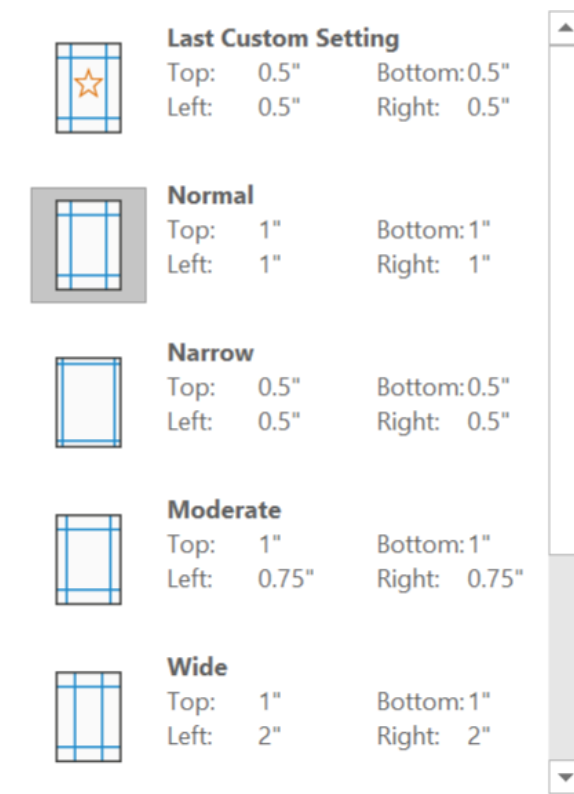 Last Custom Setting
Top: 0.5" Bottom: 0.5"
Left: 0.5" Right: 0.5"
Normal
Top: 1" Bottom: 1"
Left: 1" Right: 1"
Narrow
Top: 0.5" Bottom: 0.5"
Left: 0.5" Right: 0.5"
Moderate
Top: 1" Bottom: 1"
Left: 0.75" Right: 0.75"
Wide
Top: 1" Bottom: 1"
Left: 2" Right: 2"